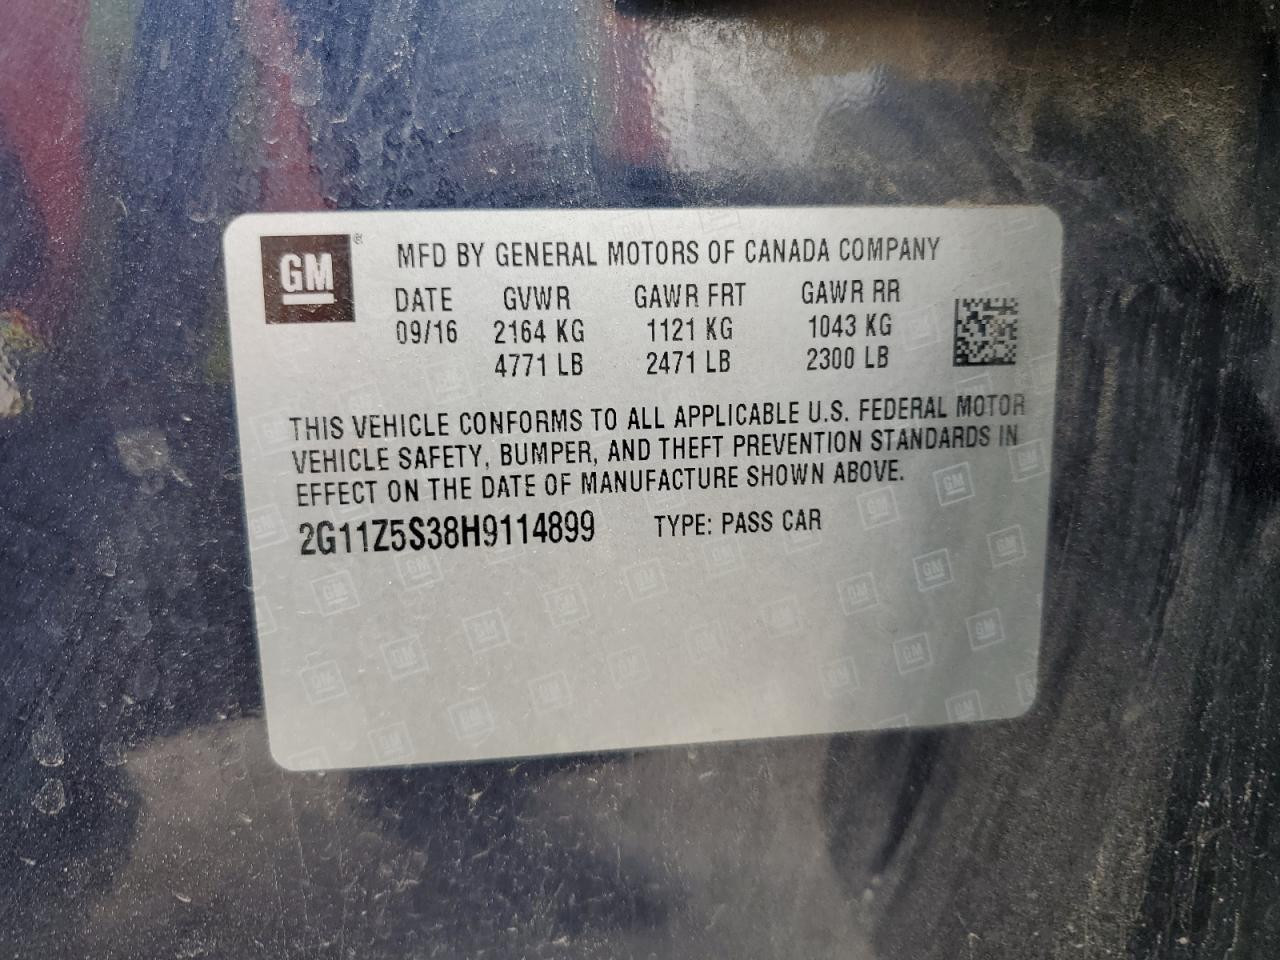 GM ®
MFD BY GENERAL MOTORS OF CANADA COMPANY
DATE GVWR GAWR FRT GAWR RR
09/16 2164 KG 1121 KG 1043 KG
4771 LB 2471 LB 2300 LB
THIS VEHICLE CONFORMS TO ALL APPLICABLE U.S. FEDERAL MOTOR
VEHICLE SAFETY, BUMPER, AND THEFT PREVENTION STANDARDS IN
EFFECT ON THE DATE OF MANUFACTURE SHOWN ABOVE.
2G11Z5S38H9114899 TYPE: PASS CAR